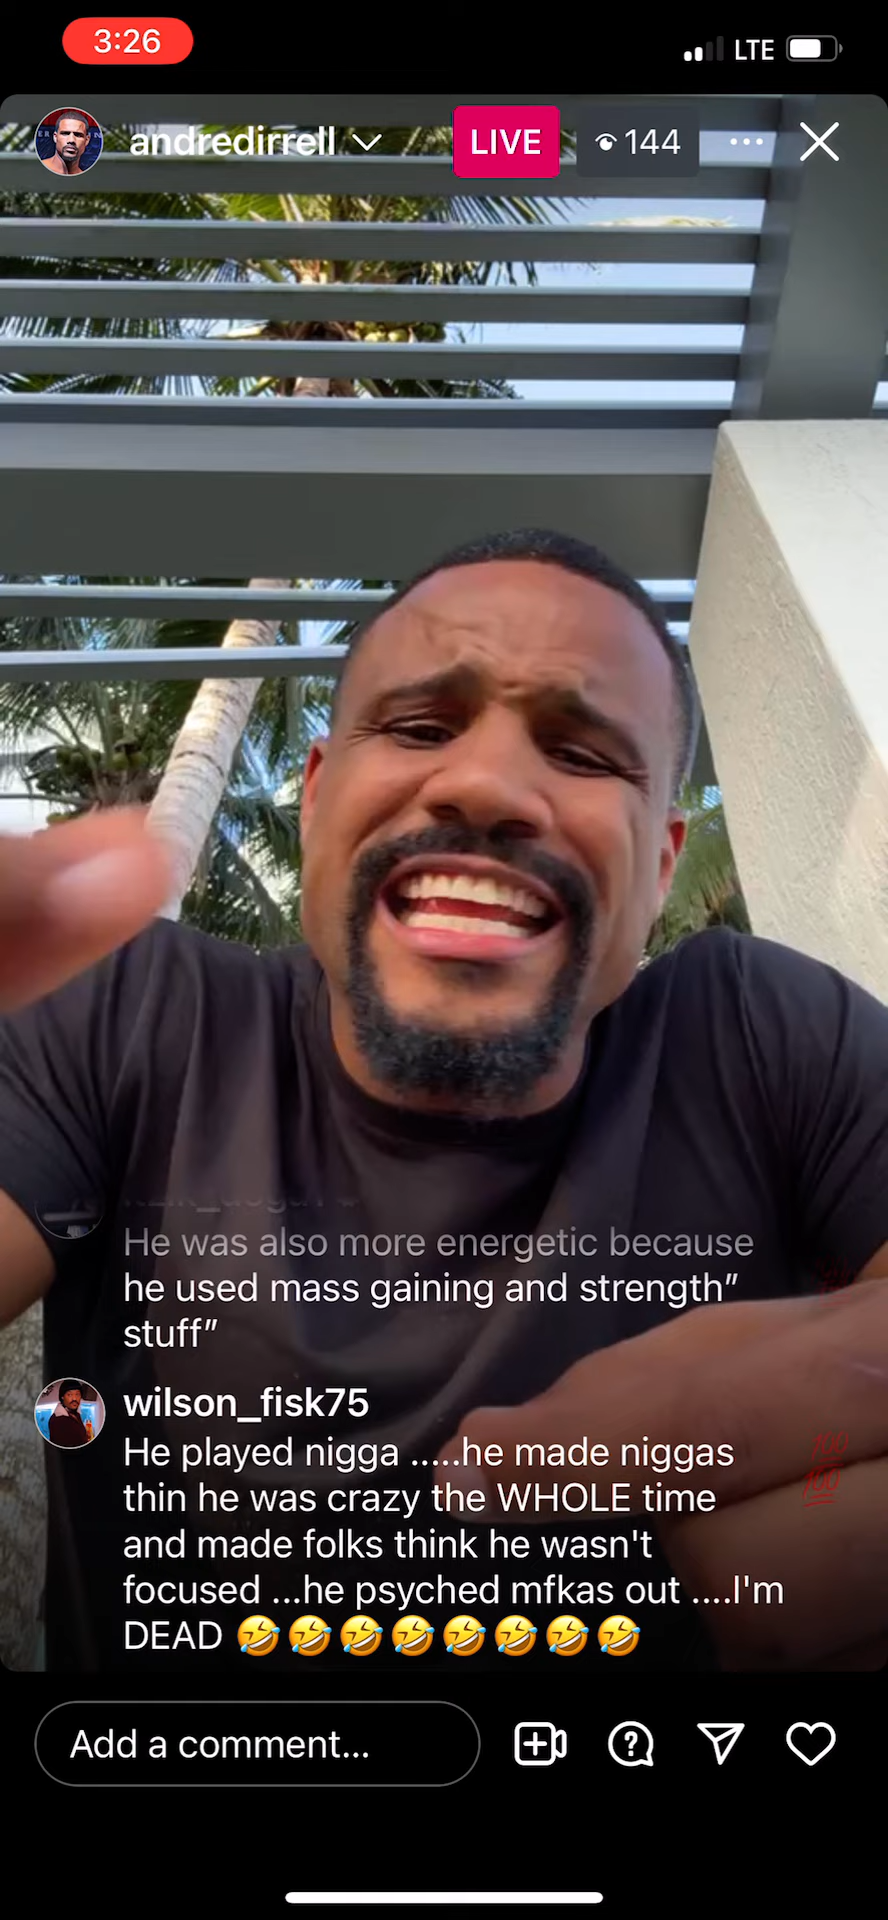 3:26
LTE
andredirrell
LIVE
144
He was also more energetic because
he used mass gaining and strength”
stuff”
wilson_fisk75
He played nigga .....he made niggas
thin he was crazy the WHOLE time
and made folks think he wasn't
focused ...he psyched mfkas out ....I'm
DEAD 🤣🤣🤣🤣🤣🤣🤣🤣
💯
💯
Add a comment...